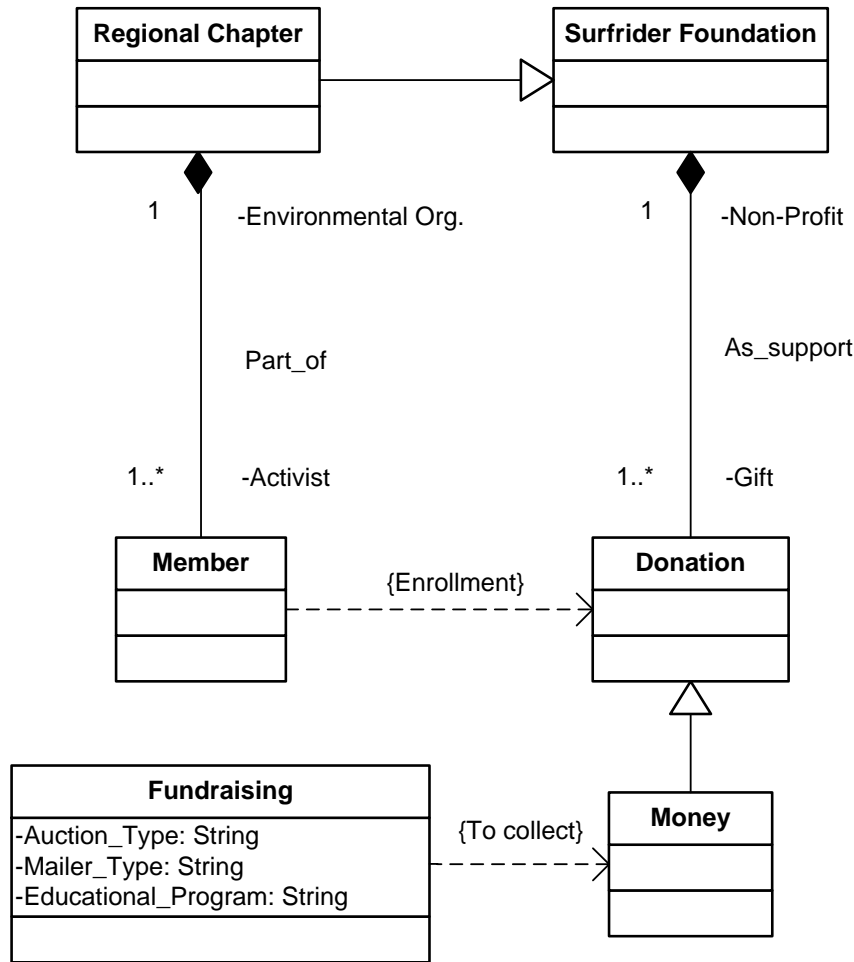 Regional Chapter
Surfrider Foundation
1
-Environmental Org.
1
-Non-Profit
Part_of
As_support
1..*
-Activist
1..*
-Gift
Member
{Enrollment}
Donation
Fundraising
-Auction_Type: String
-Mailer_Type: String
-Educational_Program: String
{To collect}
Money